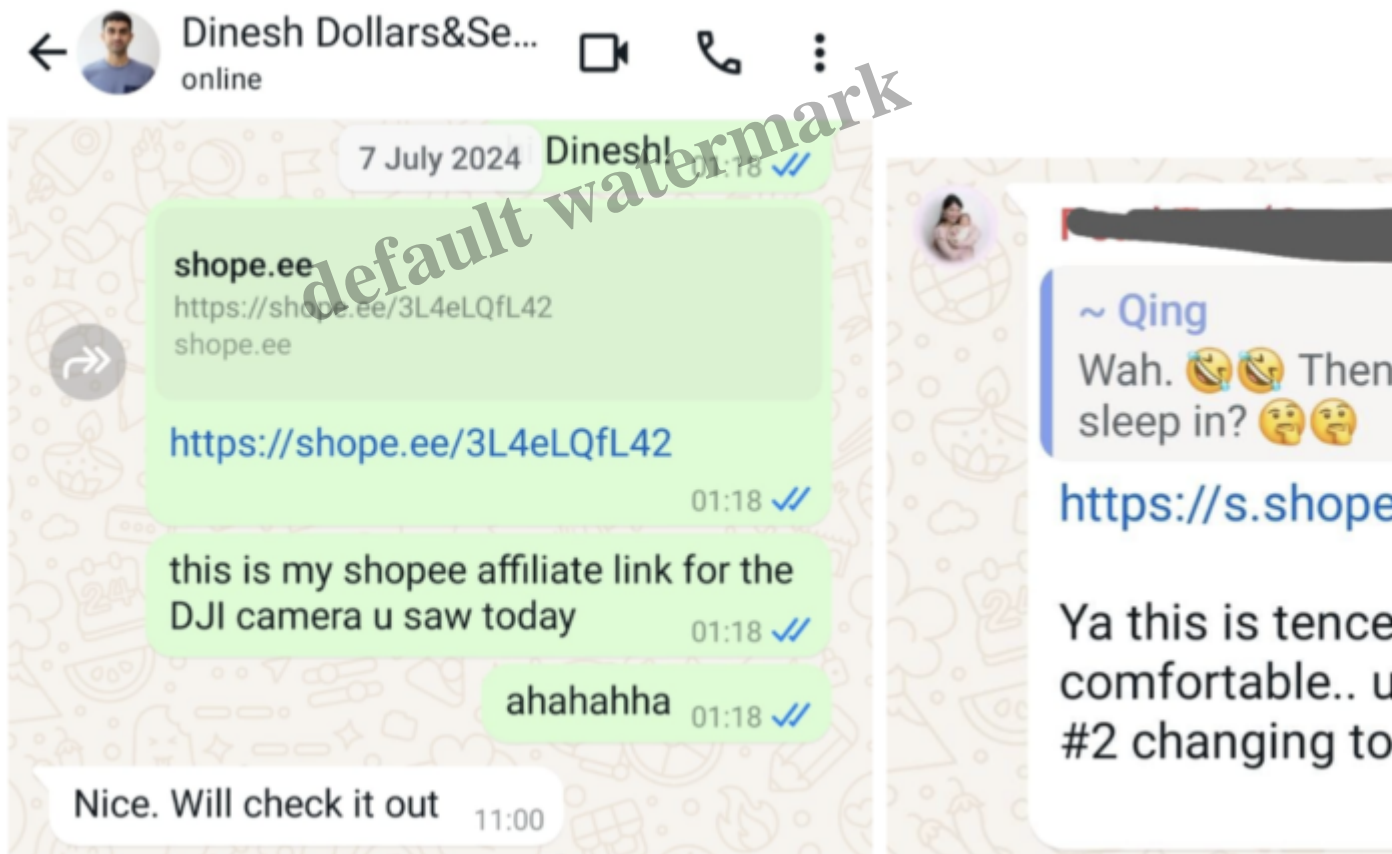 Dinesh Dollars&Se...
online
7 July 2024
Dinesh!
01:18
shope.ee
https://shope.ee/3L4eLQfL42
shope.ee
https://shope.ee/3L4eLQfL42
01:18
this is my shopee affiliate link for the
DJI camera u saw today
01:18
ahahahha
01:18
Nice. Will check it out
11:00
default watermark
~ Qing
Wah. 🤣🤣 Then
sleep in? 🤔🤔
https://s.shope
Ya this is tence
comfortable.. u
#2 changing to